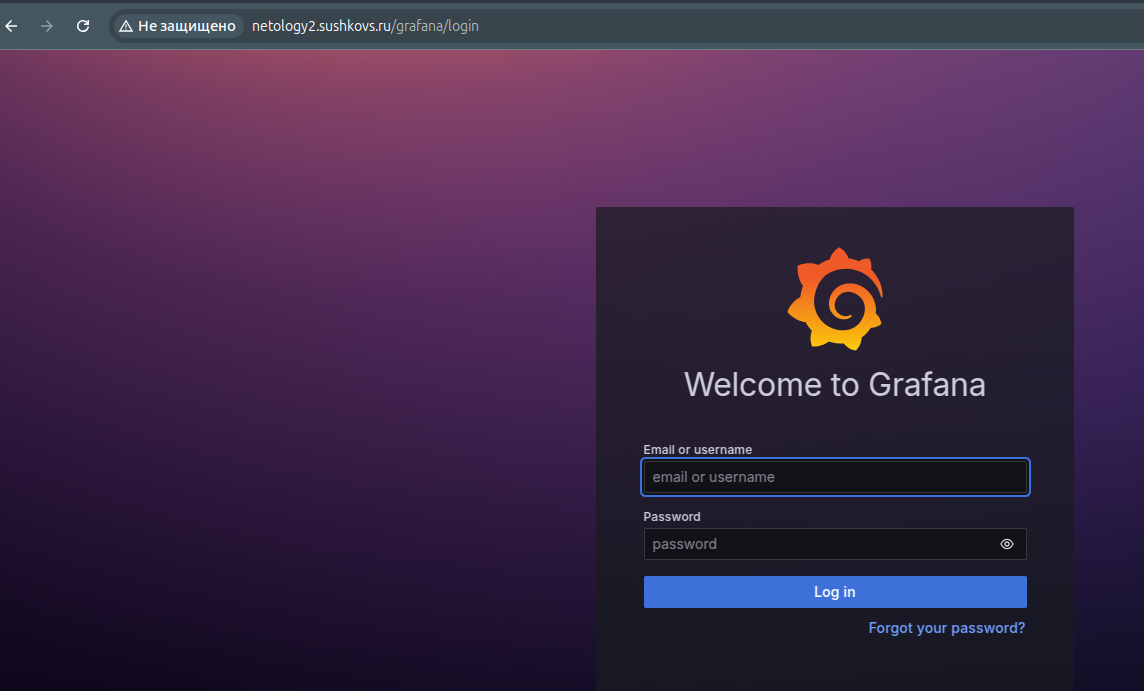 Не защищено netology2.sushkovs.ru/grafana/login
Welcome to Grafana
Email or username
email or username
Password
password
Log in
Forgot your password?